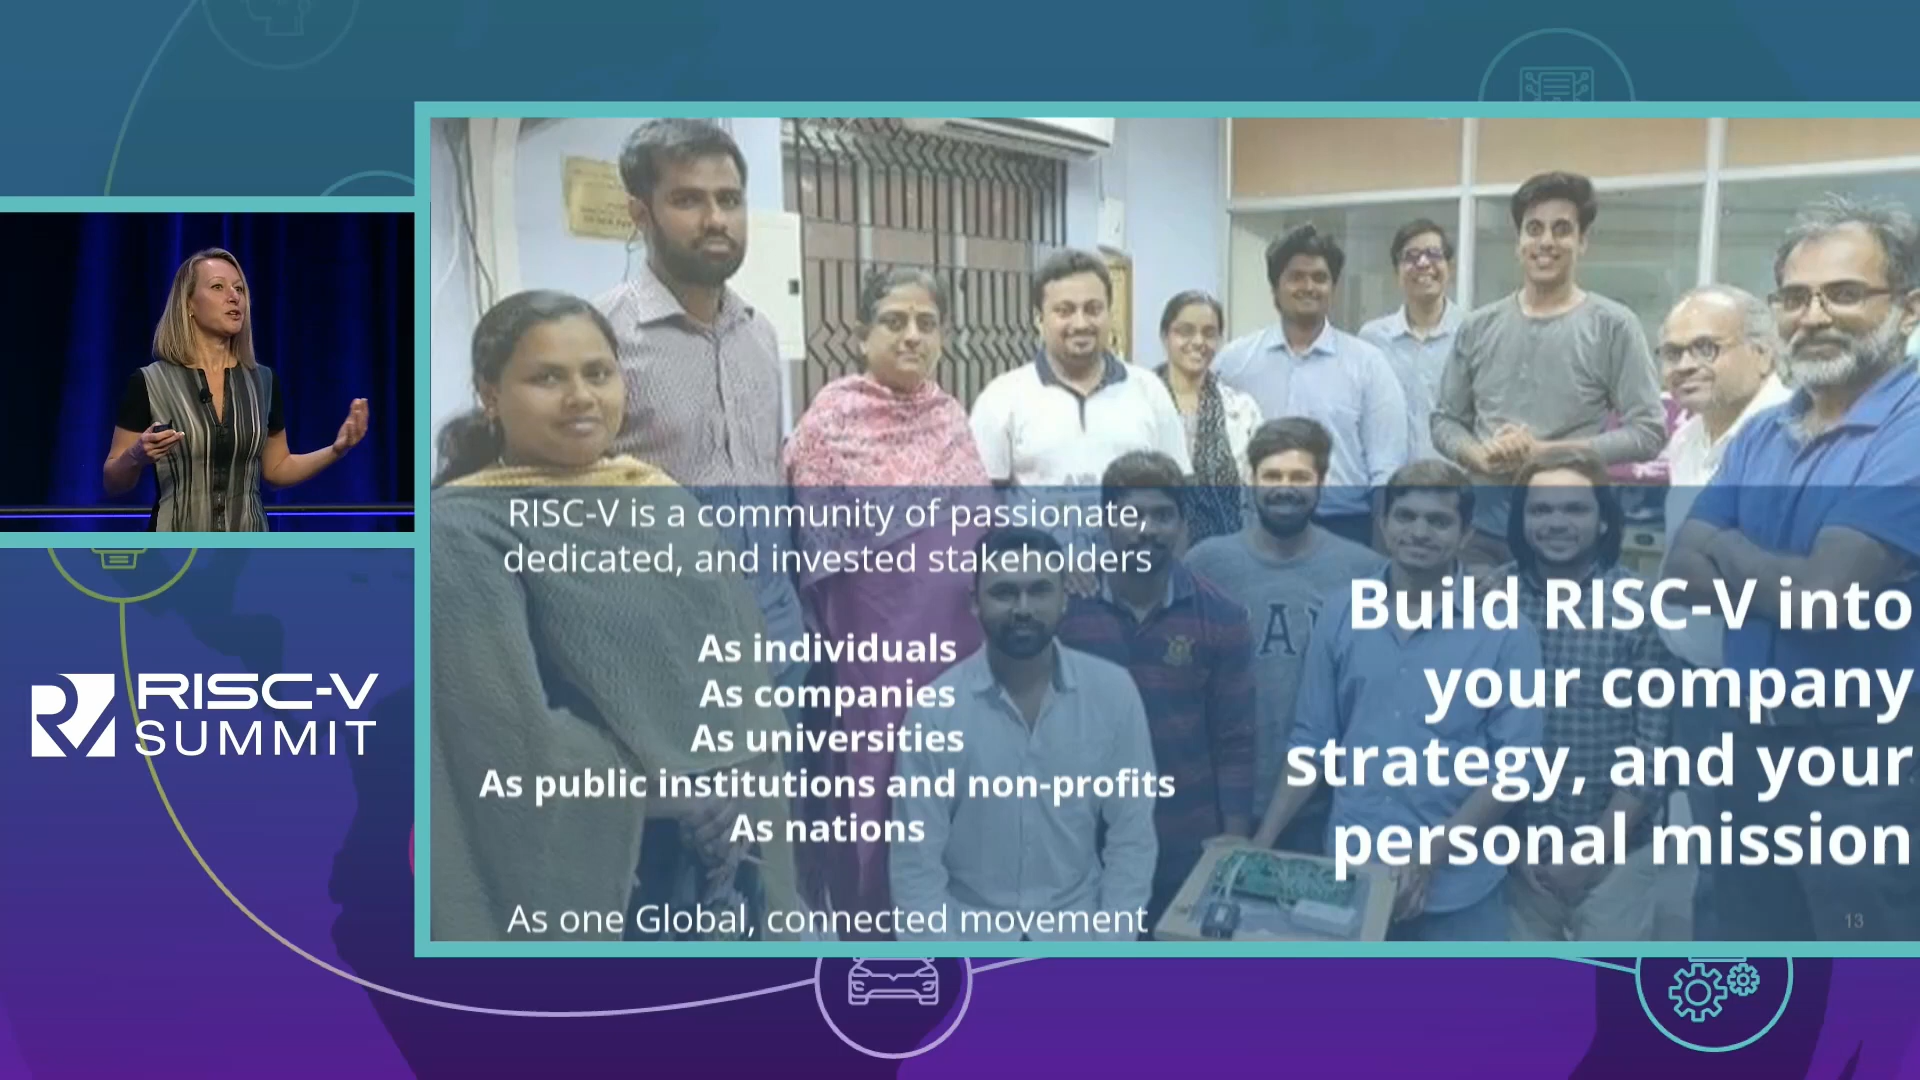 RISC-V
SUMMIT
RISC-V is a community of passionate,
dedicated, and invested stakeholders
As individuals
As companies
As universities
As public institutions and non-profits
As nations
As one Global, connected movement
Build RISC-V into
your company
strategy, and your
personal mission
13